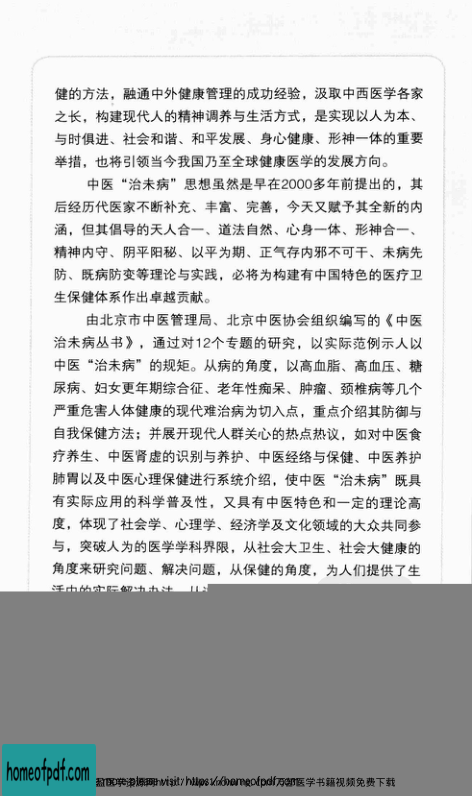 健的方法，融通中外健康管理的成功经验，汲取中西医学各家
之长，构建现代人的精神调养与生活方式，是实现以人为本、
与时俱进、社会和谐、和平发展、身心健康、形神一体的重要
举措，也将引领当今我国乃至全球健康医学的发展方向。
中医“治未病”思想虽然是早在2000多年前提出的，其
后经历代医家不断补充、丰富、完善，今天又赋予其全新的内
涵，但其倡导的天人合一、道法自然、心身一体、形神合一、
精神内守、阴平阳秘、以平为期、正气存内邪不可干、未病先
防、既病防变等理论与实践，必将为构建有中国特色的医疗卫
生保健体系作出卓越贡献。
由北京市中医管理局、北京中医协会组织编写的《中医
治未病丛书》，通过对12个专题的研究，以实际范例示人以
中医“治未病”的规矩。从病的角度，以高血脂、高血压、糖
尿病、妇女更年期综合征、老年性痴呆、肿瘤、颈椎病等几个
严重危害人体健康的现代难治病为切入点，重点介绍其防御与
自我保健方法；并展开现代人群关心的热点热议，如对中医食
疗养生、中医肾虚的识别与养护、中医经络与保健、中医养护
肺胃以及中医心理保健进行系统介绍，使中医“治未病”既具
有实际应用的科学普及性，又具有中医特色和一定的理论高
度，体现了社会学、心理学、经济学及文化领域的大众共同参
与，突破人为的医学学科界限，从社会大卫生、社会大健康的
角度来研究问题、解决问题，从保健的角度，为人们提供了生
活中的实际解决办法
homeofpdf.com
医学书籍视频免费下载